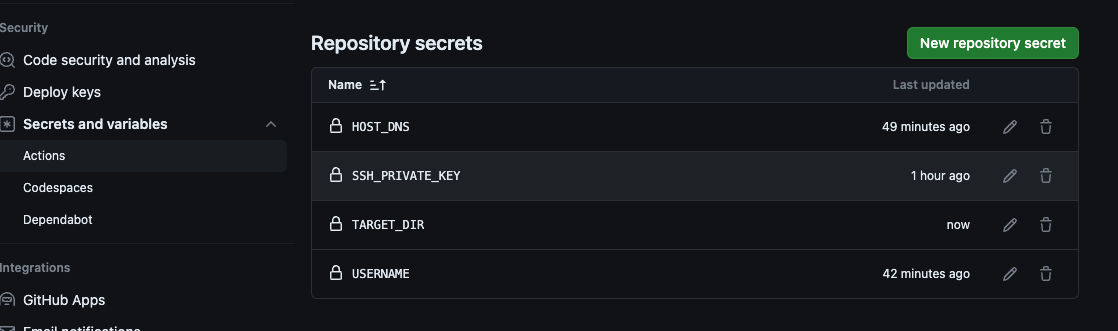 Security
Code security and analysis
Deploy keys
Secrets and variables
Actions
Codespaces
Dependabot
Integrations
GitHub Apps
Email notifications
Repository secrets
New repository secret
Name Last updated
HOST_DNS 49 minutes ago
SSH_PRIVATE_KEY 1 hour ago
TARGET_DIR now
USERNAME 42 minutes ago